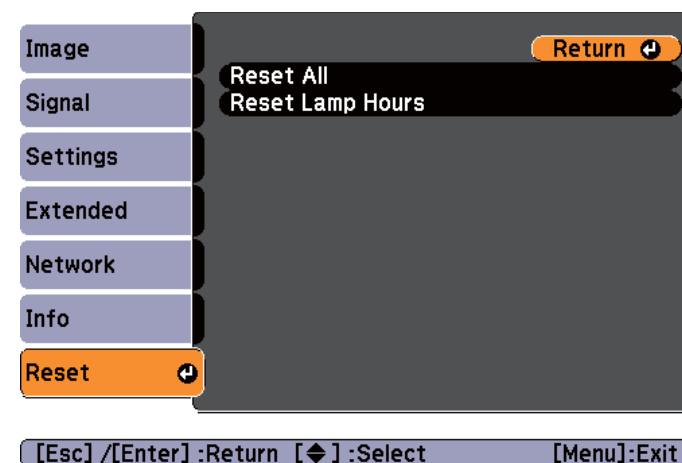 Image
Signal
Settings
Extended
Network
Info
Reset
Return
Reset All
Reset Lamp Hours
[Esc] /[Enter] :Return [◆] :Select [Menu]:Exit